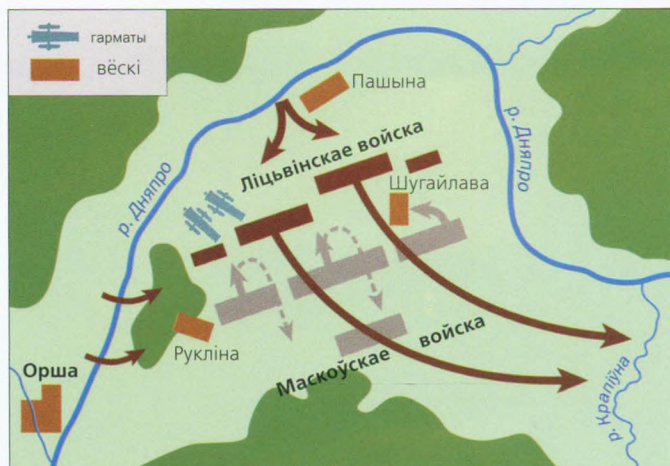 гарматы
вёскі
Пашына
р. Дняпро
Ліцьвінскае войска
р. Дняпро
Шугайлава
Рукліна
Маскоўскае войска
Орша
р. Крапіўна